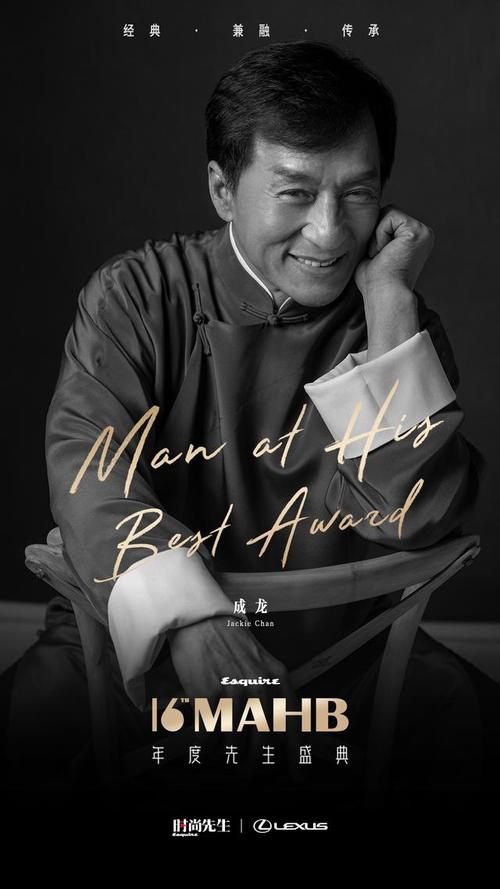 经典 · 兼融 · 传承
Man at His
Best Award
成龙
Jackie Chan
Esquire
16TH MAHB
年度先生盛典
时尚先生 | LEXUS
Esquire